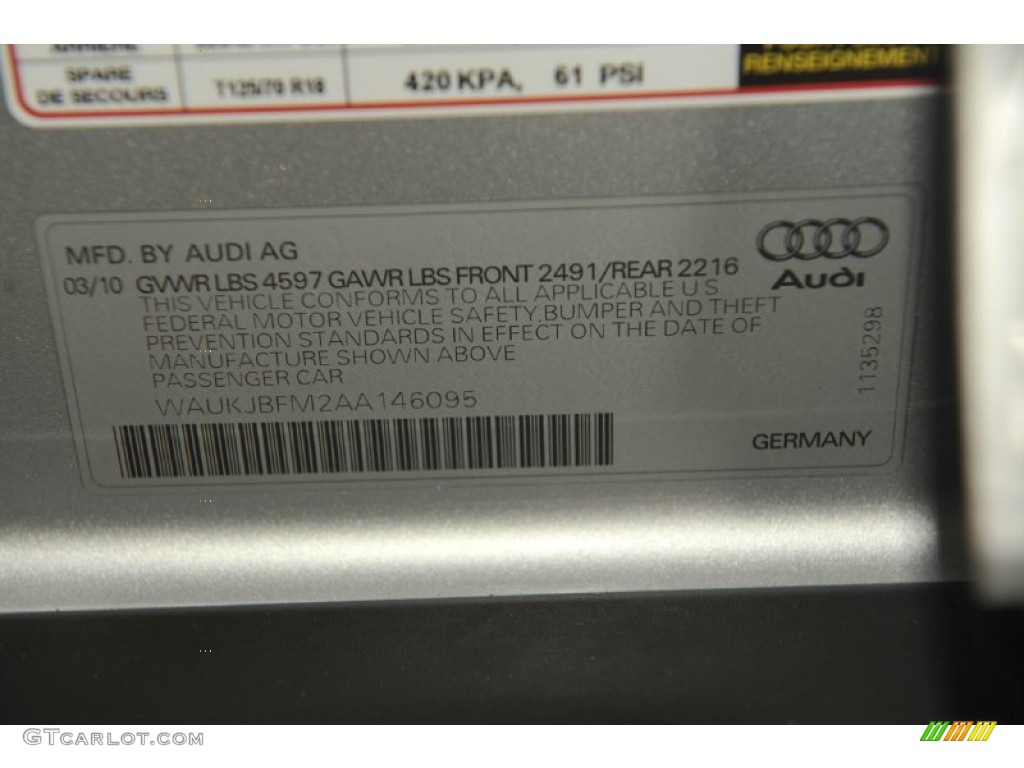 ARRIERE
SPARE
DE SECOURS
T125/70 R18
420 KPA, 61 PSI
RENSEIGNEMEN
MFD. BY AUDI AG
03/10 GVWR LBS 4597 GAWR LBS FRONT 2491/REAR 2216
THIS VEHICLE CONFORMS TO ALL APPLICABLE U S
FEDERAL MOTOR VEHICLE SAFETY,BUMPER AND THEFT
PREVENTION STANDARDS IN EFFECT ON THE DATE OF
MANUFACTURE SHOWN ABOVE
PASSENGER CAR
WAUKJBFM2AA146095
Audi
1135298
GERMANY
GTCarLot.com